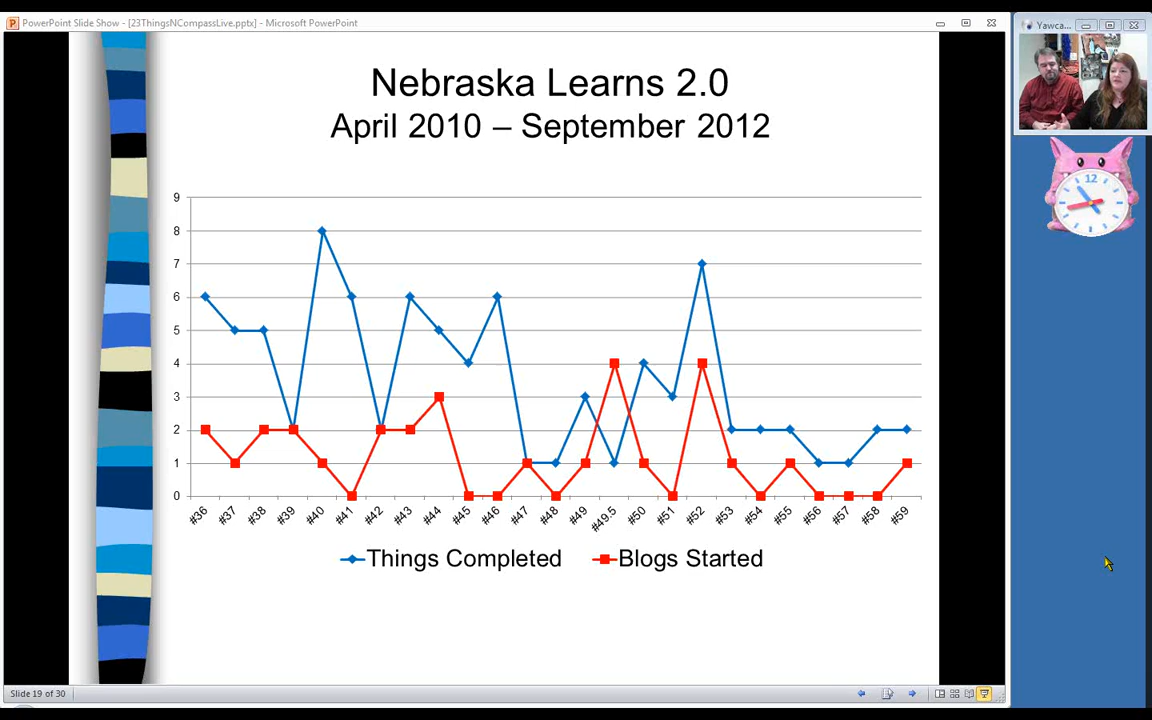 PowerPoint Slide Show - [23ThingsNCompassLive.pptx] - Microsoft PowerPoint
Yawca...
Nebraska Learns 2.0
April 2010 – September 2012
12
9
8
7
6
5
4
3
2
1
0
#36 #37 #38 #39 #40 #41 #42 #43 #44 #45 #46 #47 #48 #49 #49.5 #50 #51 #52 #53 #54 #55 #56 #57 #58 #59
Things Completed Blogs Started
Slide 19 of 30